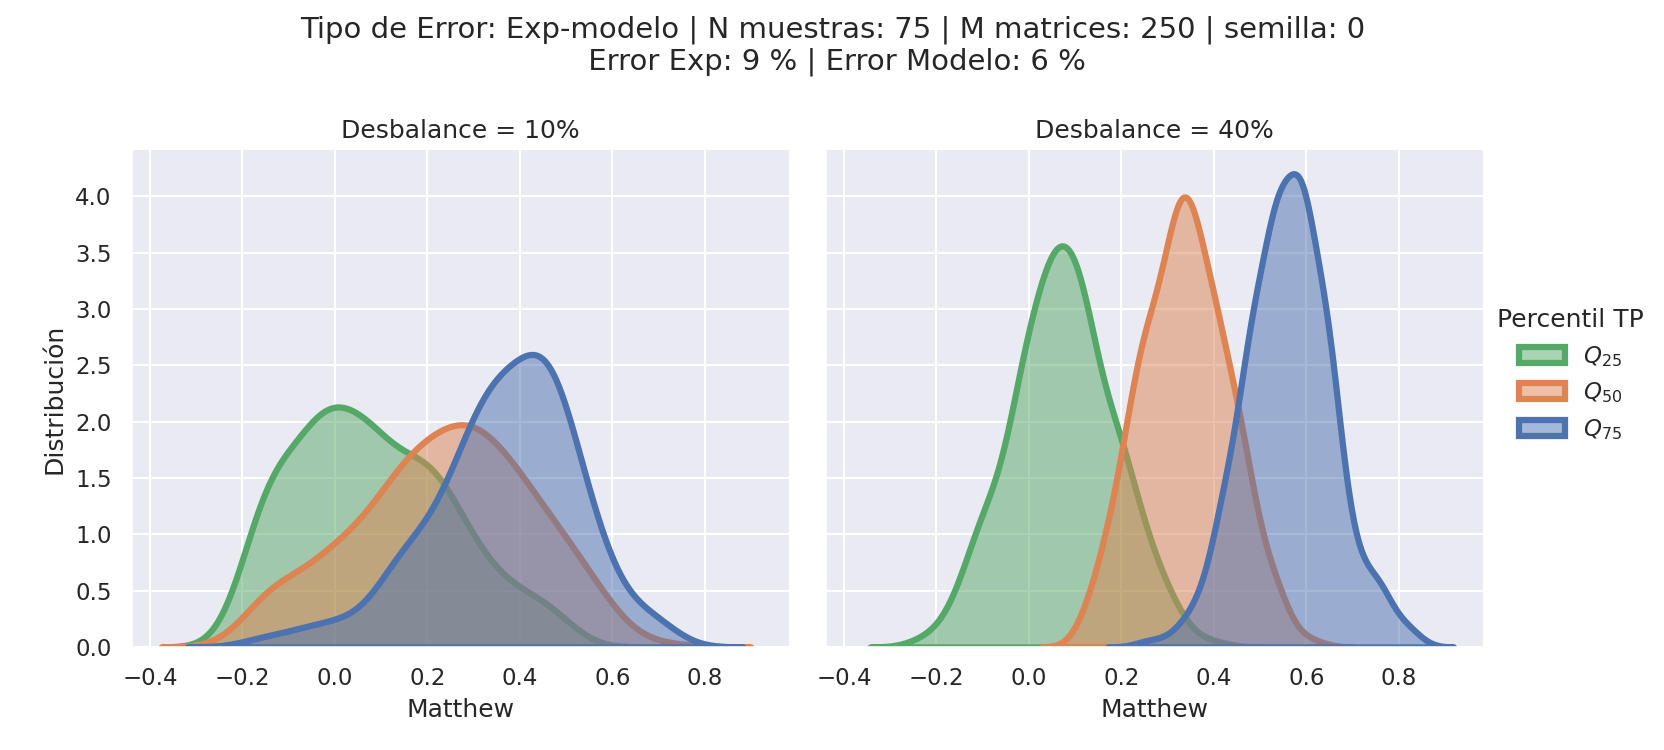 Tipo de Error: Exp-modelo | N muestras: 75 | M matrices: 250 | semilla: 0
Error Exp: 9 % | Error Modelo: 6 %
Desbalance = 10%
Desbalance = 40%
Distribución
4.0
3.5
3.0
2.5
2.0
1.5
1.0
0.5
0.0
−0.4 −0.2 0.0 0.2 0.4 0.6 0.8
−0.4 −0.2 0.0 0.2 0.4 0.6 0.8
Matthew
Matthew
Percentil TP
Q25
Q50
Q75